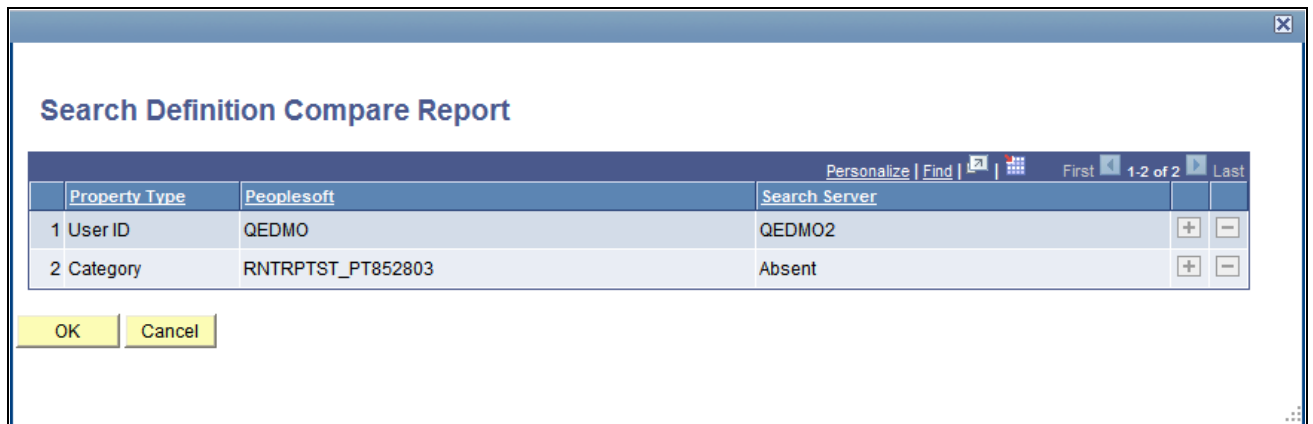 Search Definition Compare Report
Personalize | Find | | First 1-2 of 2 Last
Property Type Peoplesoft Search Server
1 User ID QEDMO QEDMO2
2 Category RNTRPTST_PT852803 Absent
OK Cancel